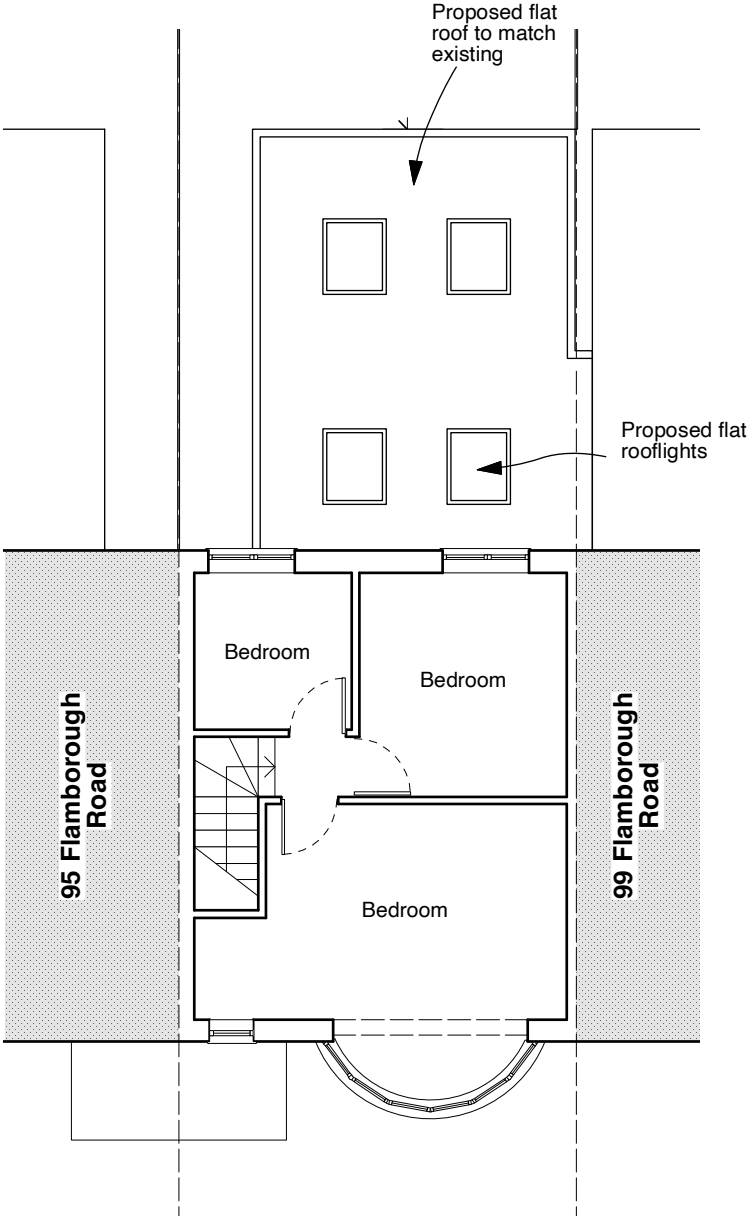 Proposed flat
roof to match
existing
Proposed flat
rooflights
Bedroom
Bedroom
95 Flamborough
Road
99 Flamborough
Road
Bedroom